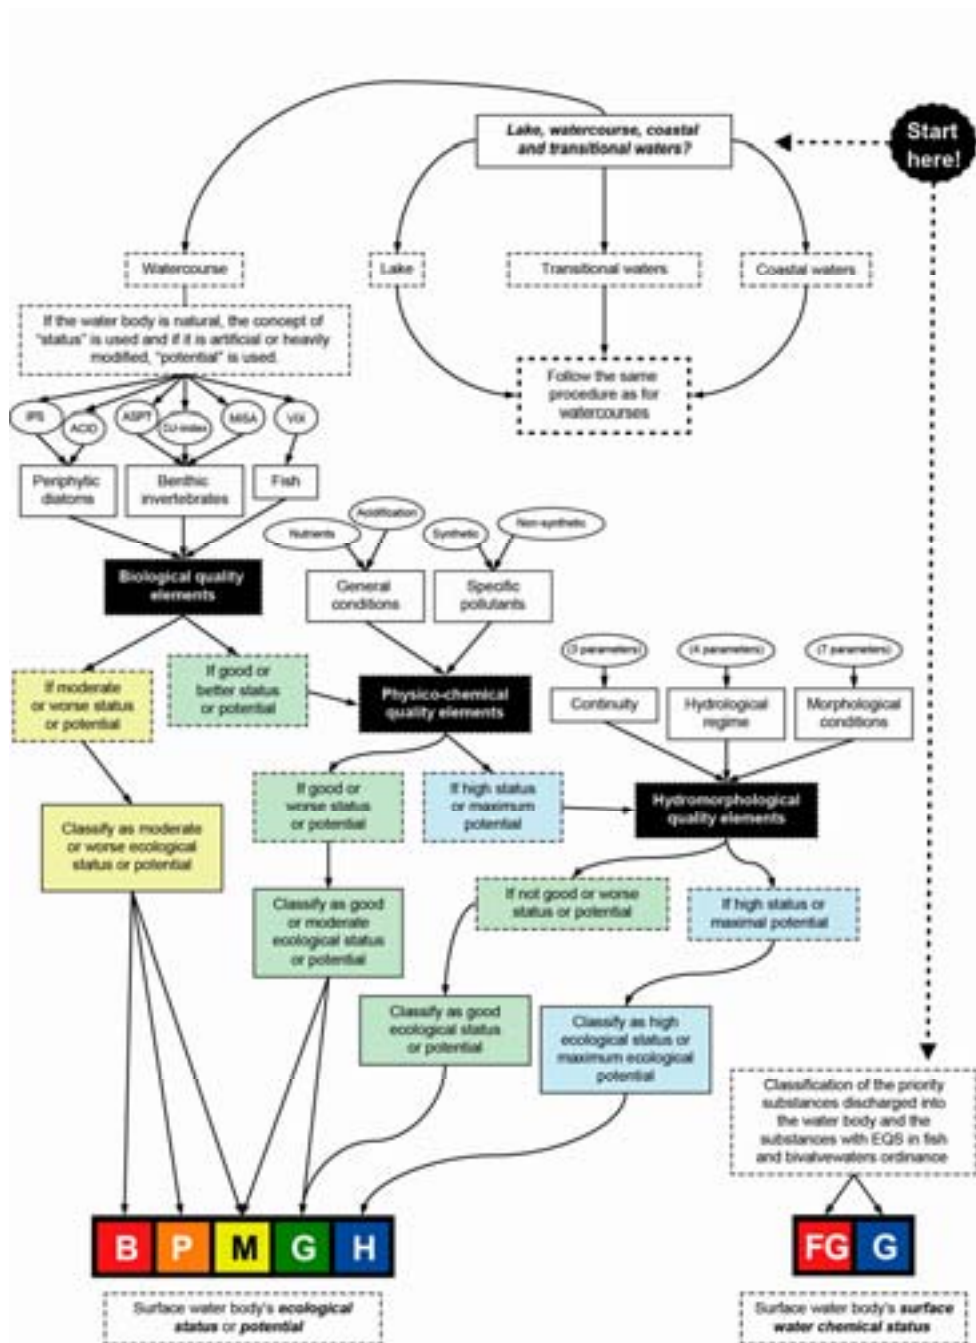 Start
here!
Lake, watercourse, coastal
and transitional waters?
Watercourse
Lake
Transitional waters
Coastal waters
If the water body is natural, the concept of
"status" is used and if it is artificial or heavily
modified, "potential" is used.
Follow the same
procedure as for
watercourses
IPS
ACID
ASPT
DJ-index
MISA
VIX
Periphytic
diatoms
Benthic
invertebrates
Fish
Nutrients
Acidification
Synthetic
Non-synthetic
Biological quality
elements
General
conditions
Specific
pollutants
(3 parameters)
(4 parameters)
(7 parameters)
If moderate
or worse status
or potential
If good or
better status
or potential
Physico-chemical
quality elements
Continuity
Hydrological
regime
Morphological
conditions
If good or
worse status
or potential
If high status
or maximum
potential
Hydromorphological
quality elements
Classify as moderate
or worse ecological
status or potential
Classify as good
or moderate
ecological status
or potential
If not good or worse
status or potential
If high status or
maximal potential
Classify as good
ecological status
or potential
Classify as high
ecological status or
maximum ecological
potential
Classification of the priority
substances discharged into
the water body and the
substances with EQS in fish
and bivalvewaters ordinance
B P M G H
FG G
Surface water body's ecological
status or potential
Surface water body's surface
water chemical status